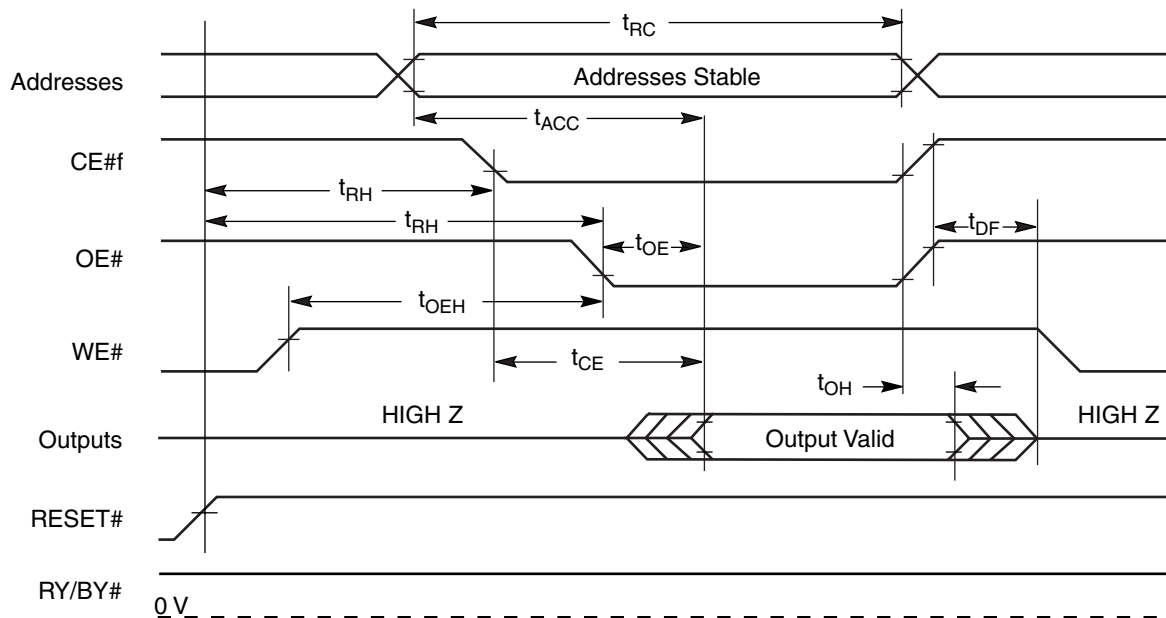 tRC
Addresses
Addresses Stable
tACC
CE#f
tRH
tRH
tOE
tDF
OE#
tOEH
WE#
tCE
tOH
HIGH Z
HIGH Z
Outputs
Output Valid
RESET#
RY/BY#
0 V